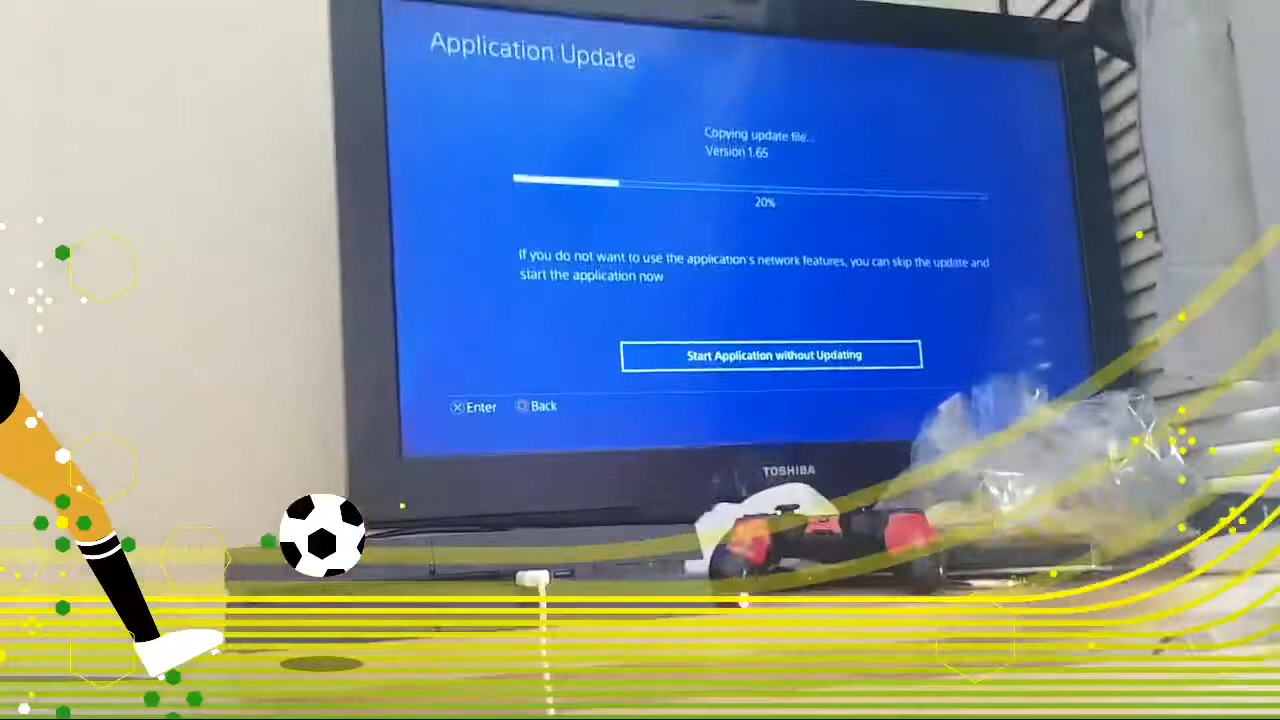 Application Update
Copying update file...
Version 1.65
20%
If you do not want to use the application's network features, you can skip the update and
start the application now
Start Application without Updating
Enter
Back
TOSHIBA